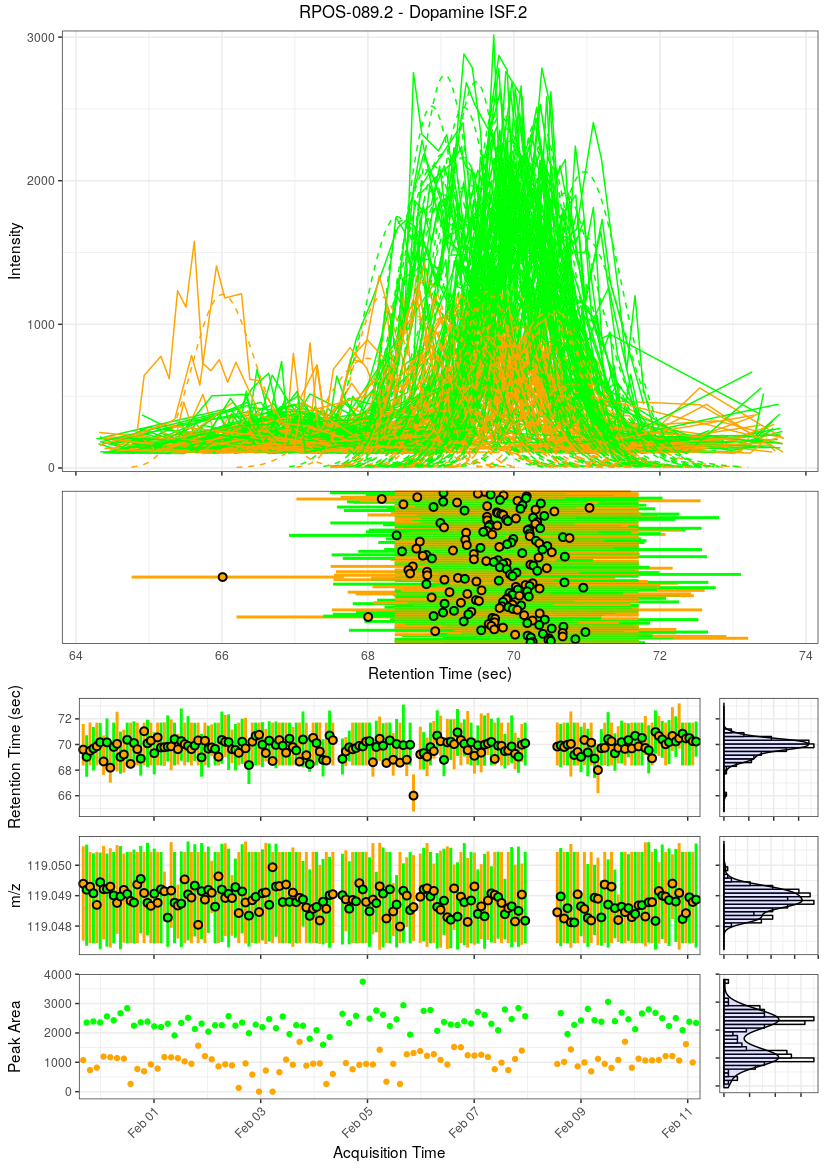 RPOS-089.2 - Dopamine ISF.2
3000
2000
1000
0
Intensity
64 66 68 70 72 74
Retention Time (sec)
72
70
68
66
Retention Time (sec)
119.050
119.049
119.048
m/z
4000
3000
2000
1000
0
Peak Area
Feb 01 Feb 03 Feb 05 Feb 07 Feb 09 Feb 11
Acquisition Time